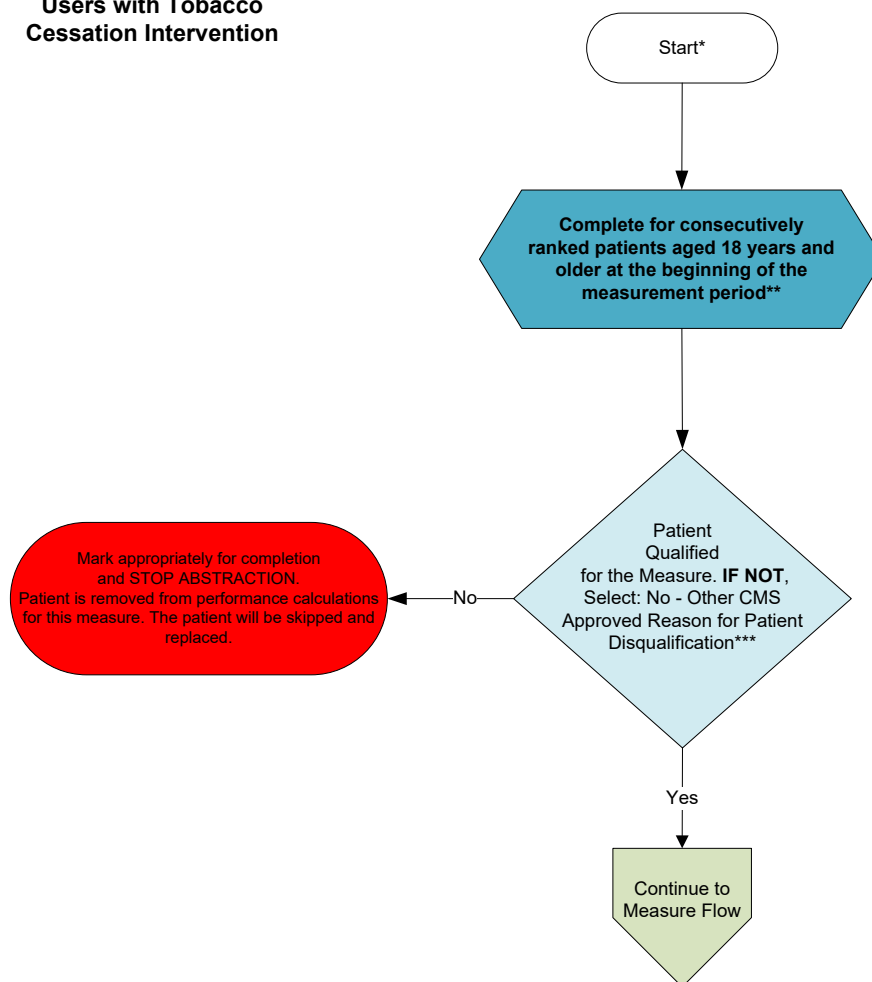 Users with Tobacco
Cessation Intervention
Start*
Complete for consecutively
ranked patients aged 18 years and
older at the beginning of the
measurement period**
Patient
Qualified
for the Measure. IF NOT,
Select: No - Other CMS
Approved Reason for Patient
Disqualification***
No
Mark appropriately for completion
and STOP ABSTRACTION.
Patient is removed from performance calculations
for this measure. The patient will be skipped and
replaced.
Yes
Continue to
Measure Flow